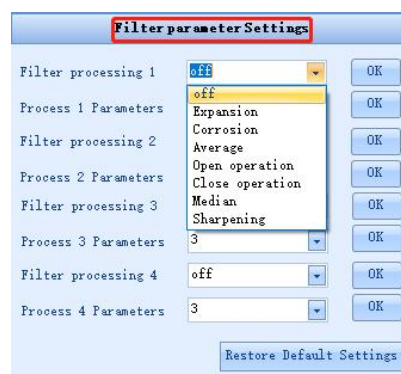 Filter parameter Settings
Filter processing 1 off OK
off
Process 1 Parameters Expansion OK
Corrosion
Filter processing 2 Average OK
Open operation
Process 2 Parameters Close operation OK
Filter processing 3 Median OK
Sharpening
Process 3 Parameters 3 OK
Filter processing 4 off OK
Process 4 Parameters 3 OK
Restore Default Settings